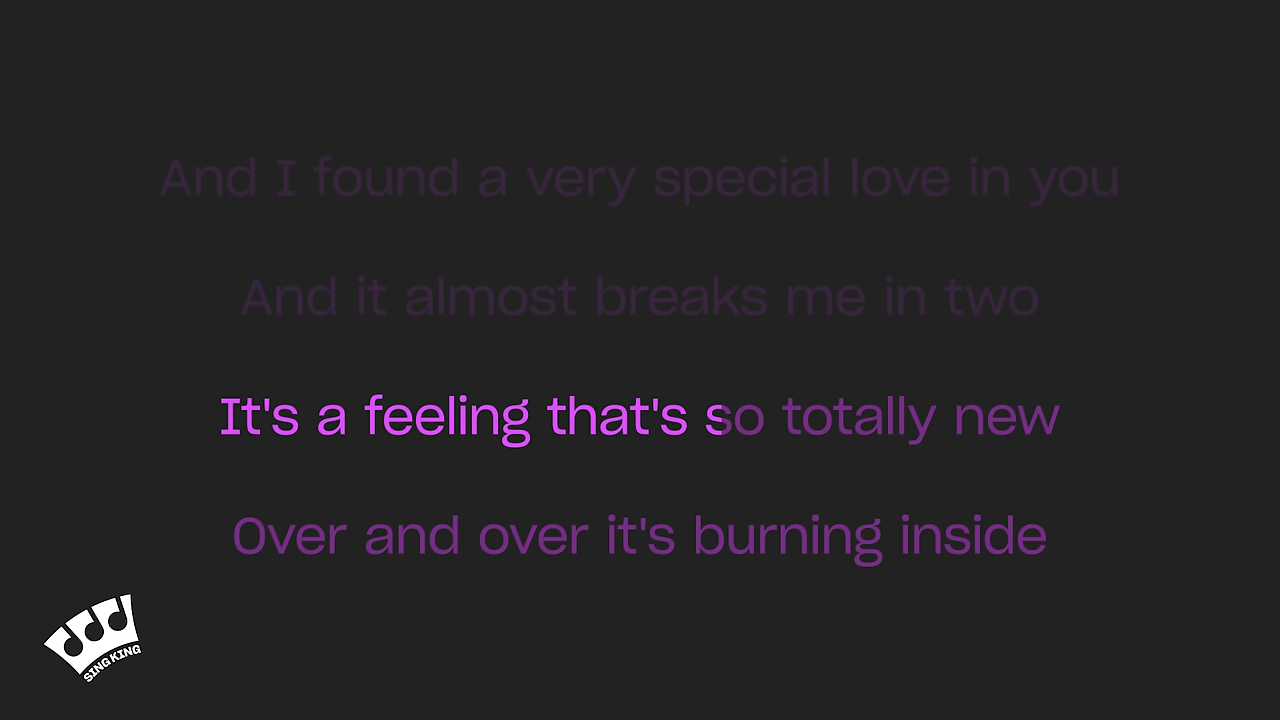 And I found a very special love in you
And it almost breaks me in two
It's a feeling that's so totally new
Over and over it's burning inside
SING KING